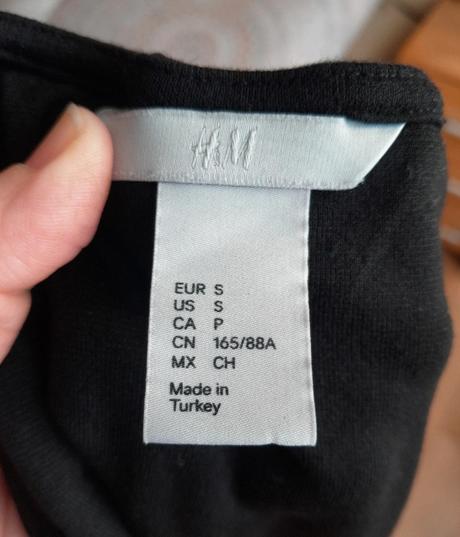 H&M
EUR S
US S
CA P
CN 165/88A
MX CH
Made in
Turkey